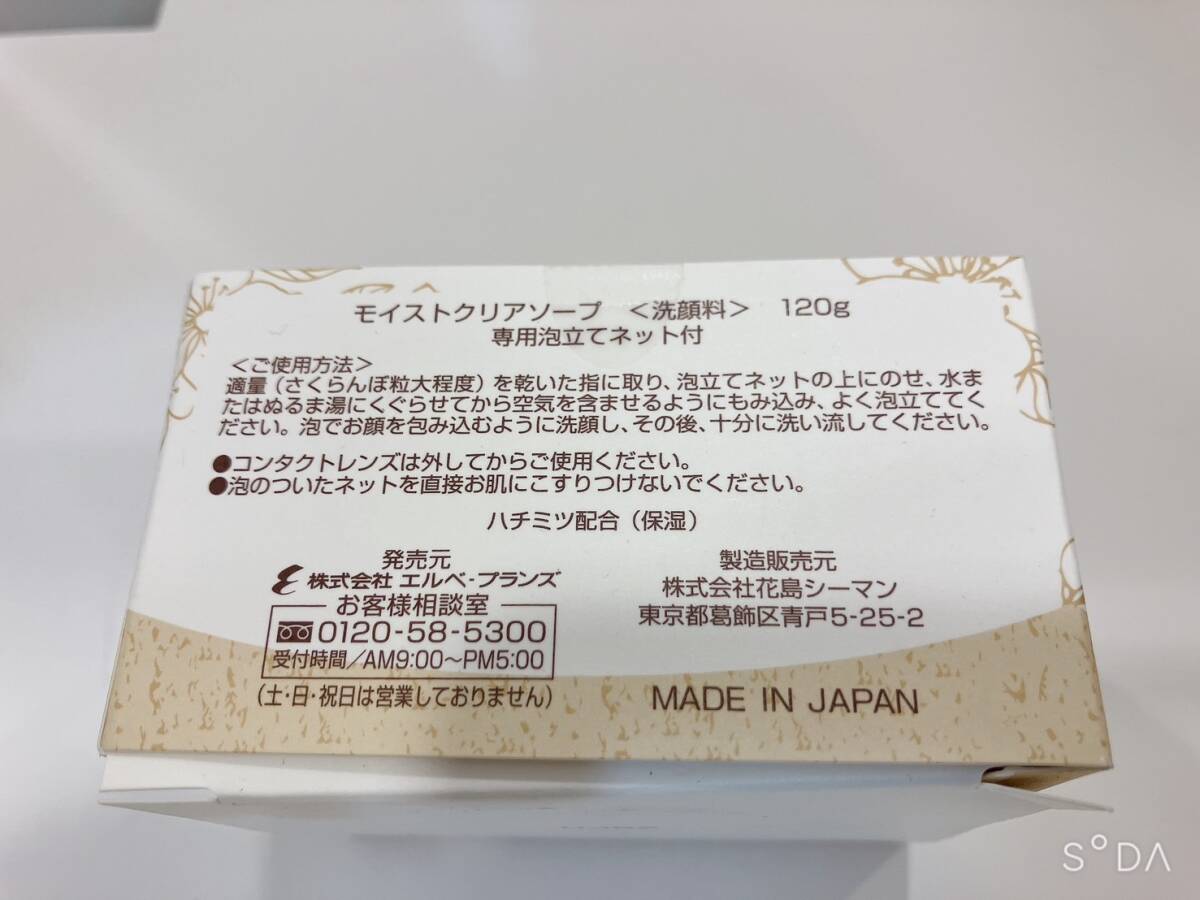 モイストクリアソープ ＜洗顔料＞ 120g
専用泡立てネット付
＜ご使用方法＞
適量（さくらんぼ粒大程度）を乾いた指に取り、泡立てネットの上にのせ、水ま
たはぬるま湯にくぐらせてから空気を含ませるようにもみ込み、よく泡立ててく
ださい。泡でお顔を包み込むように洗顔し、その後、十分に洗い流してください。
●コンタクトレンズは外してからご使用ください。
●泡のついたネットを直接お肌にこすりつけないでください。
ハチミツ配合（保湿）
発売元
株式会社 エルベ・プランズ
お客様相談室
0120-58-5300
受付時間/AM9:00〜PM5:00
（土・日・祝日は営業しておりません）
製造販売元
株式会社花島シーマン
東京都葛飾区青戸5-25-2
MADE IN JAPAN
SODA